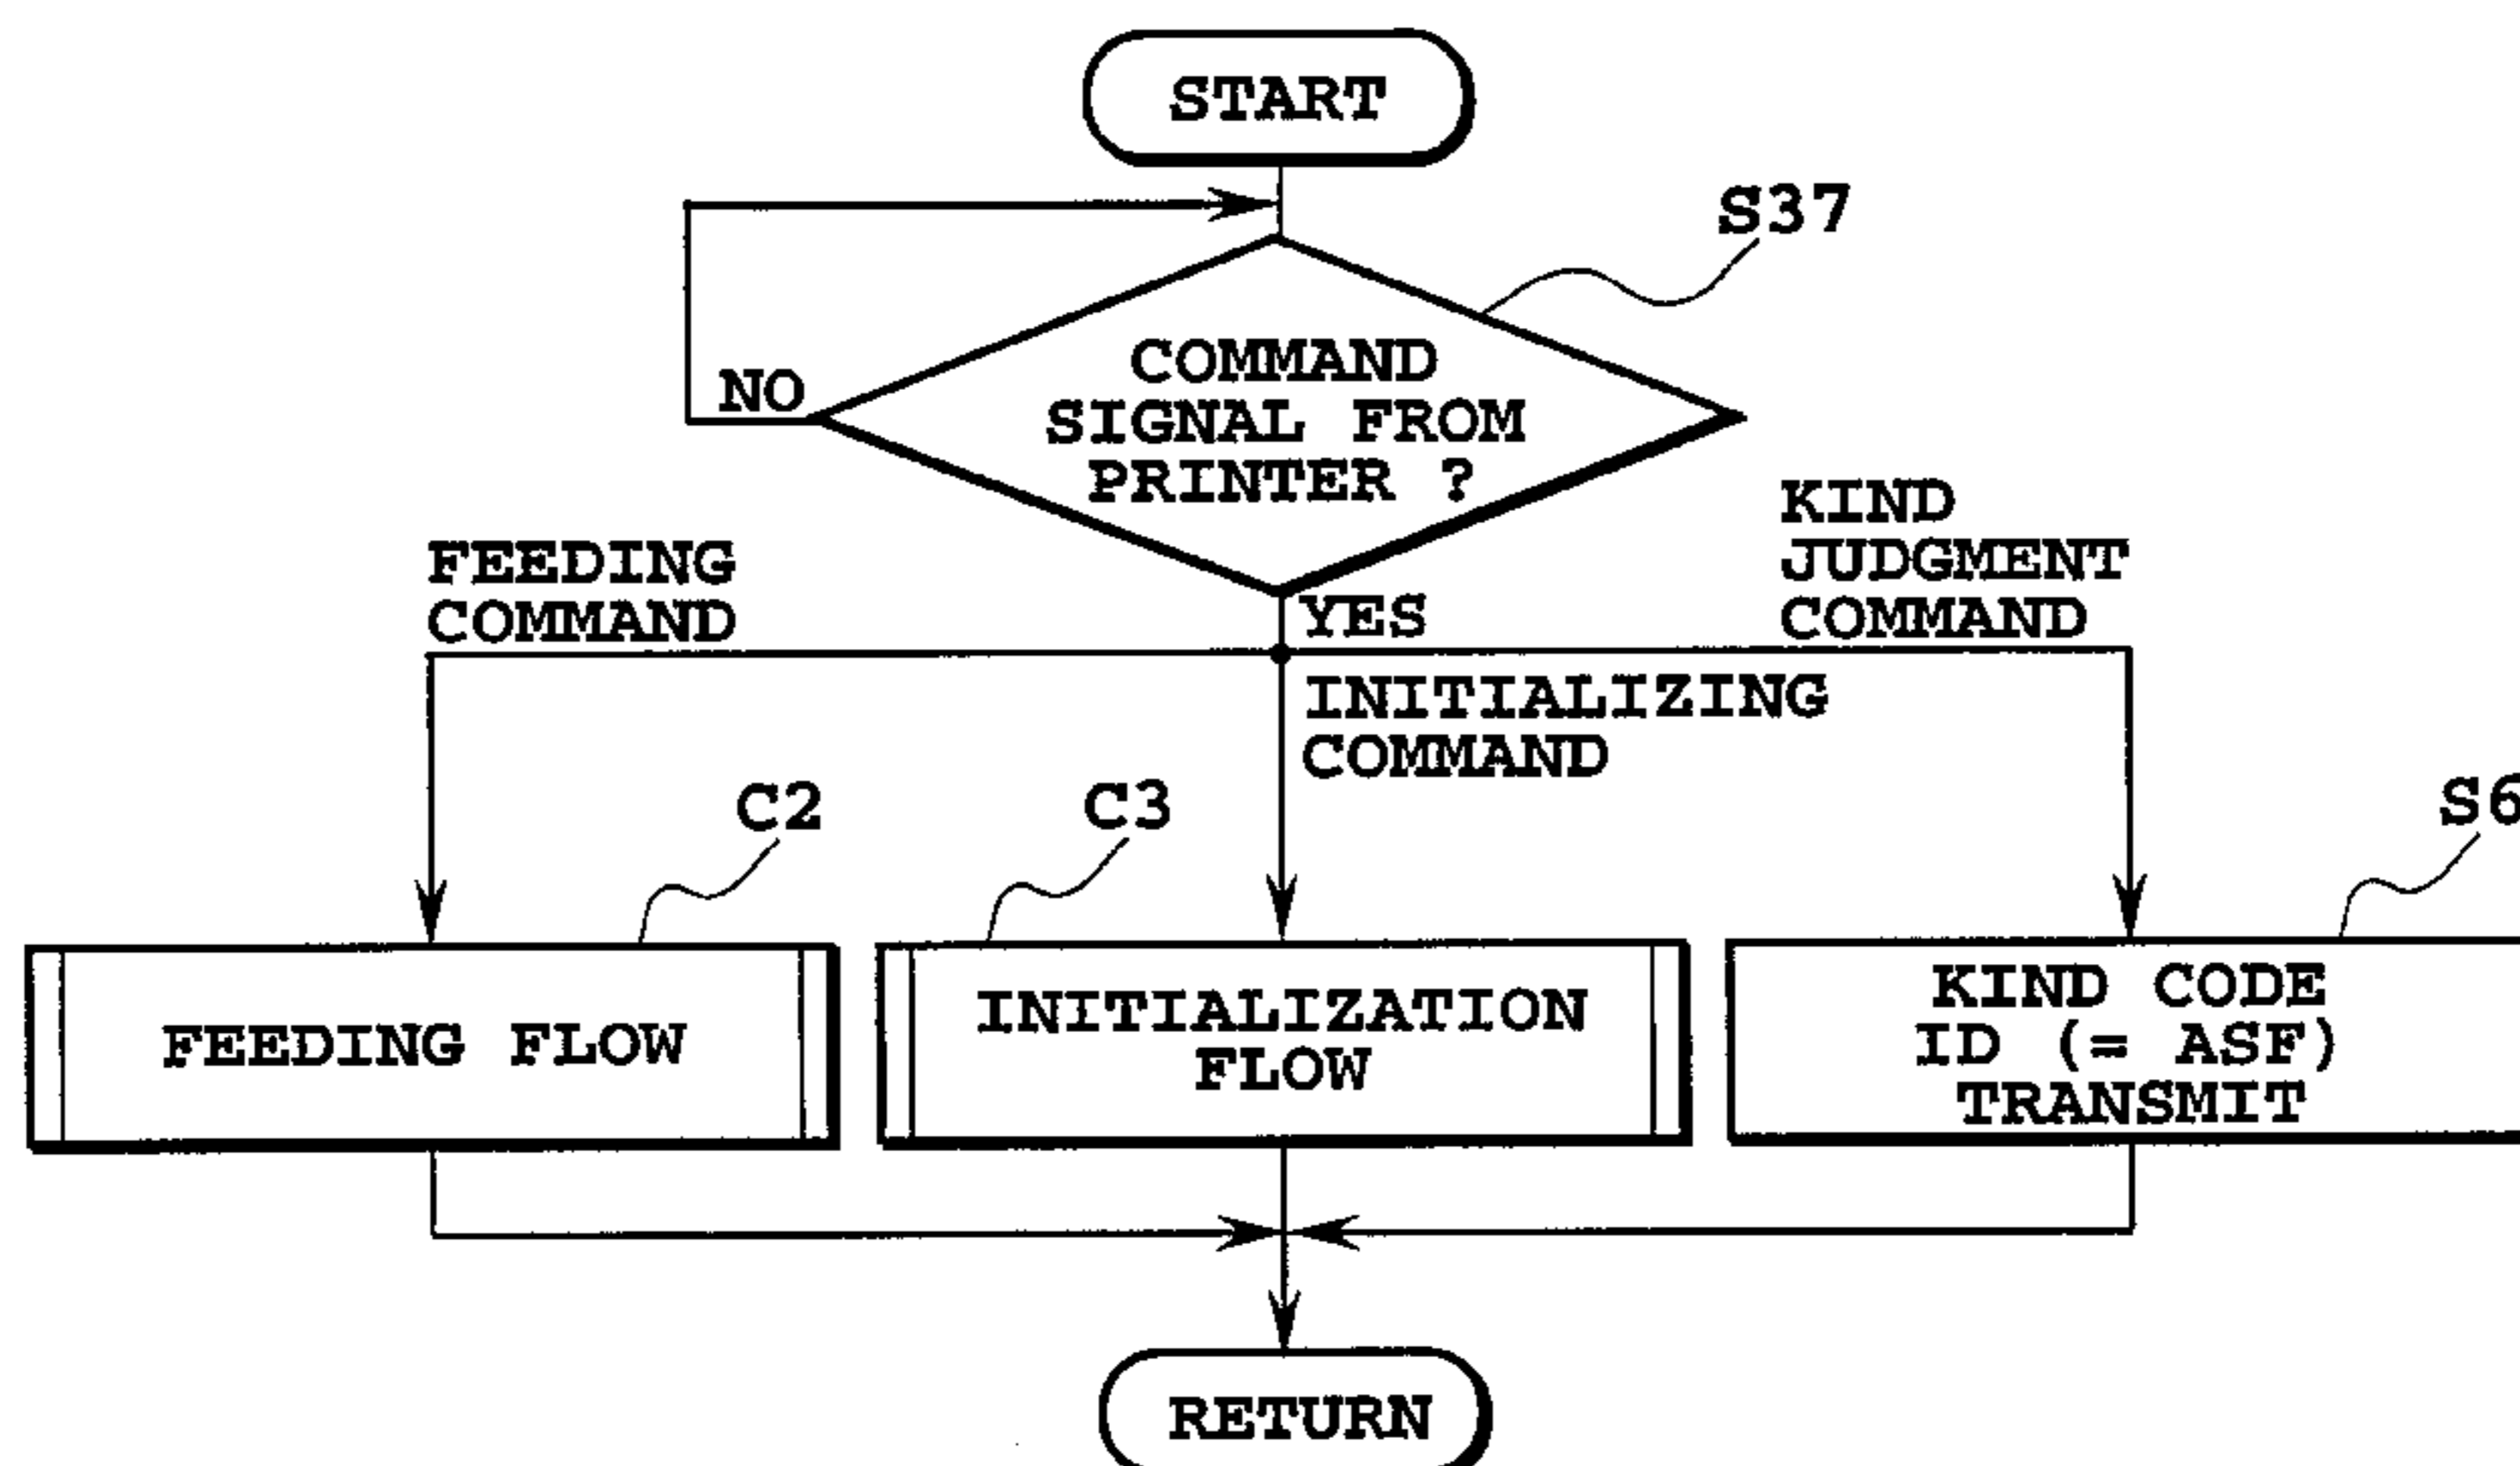 START
S37
COMMAND
SIGNAL FROM
PRINTER ?
NO
YES
FEEDING
COMMAND
INITIALIZING
COMMAND
KIND
JUDGMENT
COMMAND
C2
C3
FEEDING FLOW
INITIALIZATION
FLOW
KIND CODE
ID (= ASF)
TRANSMIT
RETURN